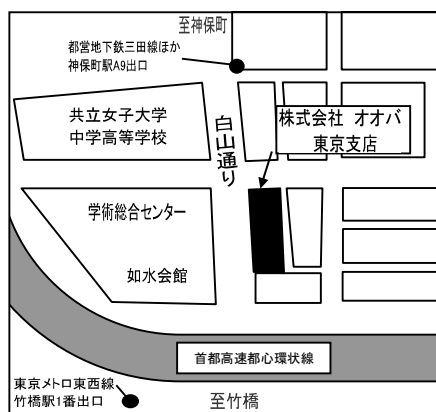 至神保町
都営地下鉄三田線ほか
神保町駅A9出口
共立女子大学
中学高等学校
白山通り
株式会社 オオバ
東京支店
学術総合センター
如水会館
首都高速都心環状線
東京メトロ東西線
竹橋駅1番出口
至竹橋